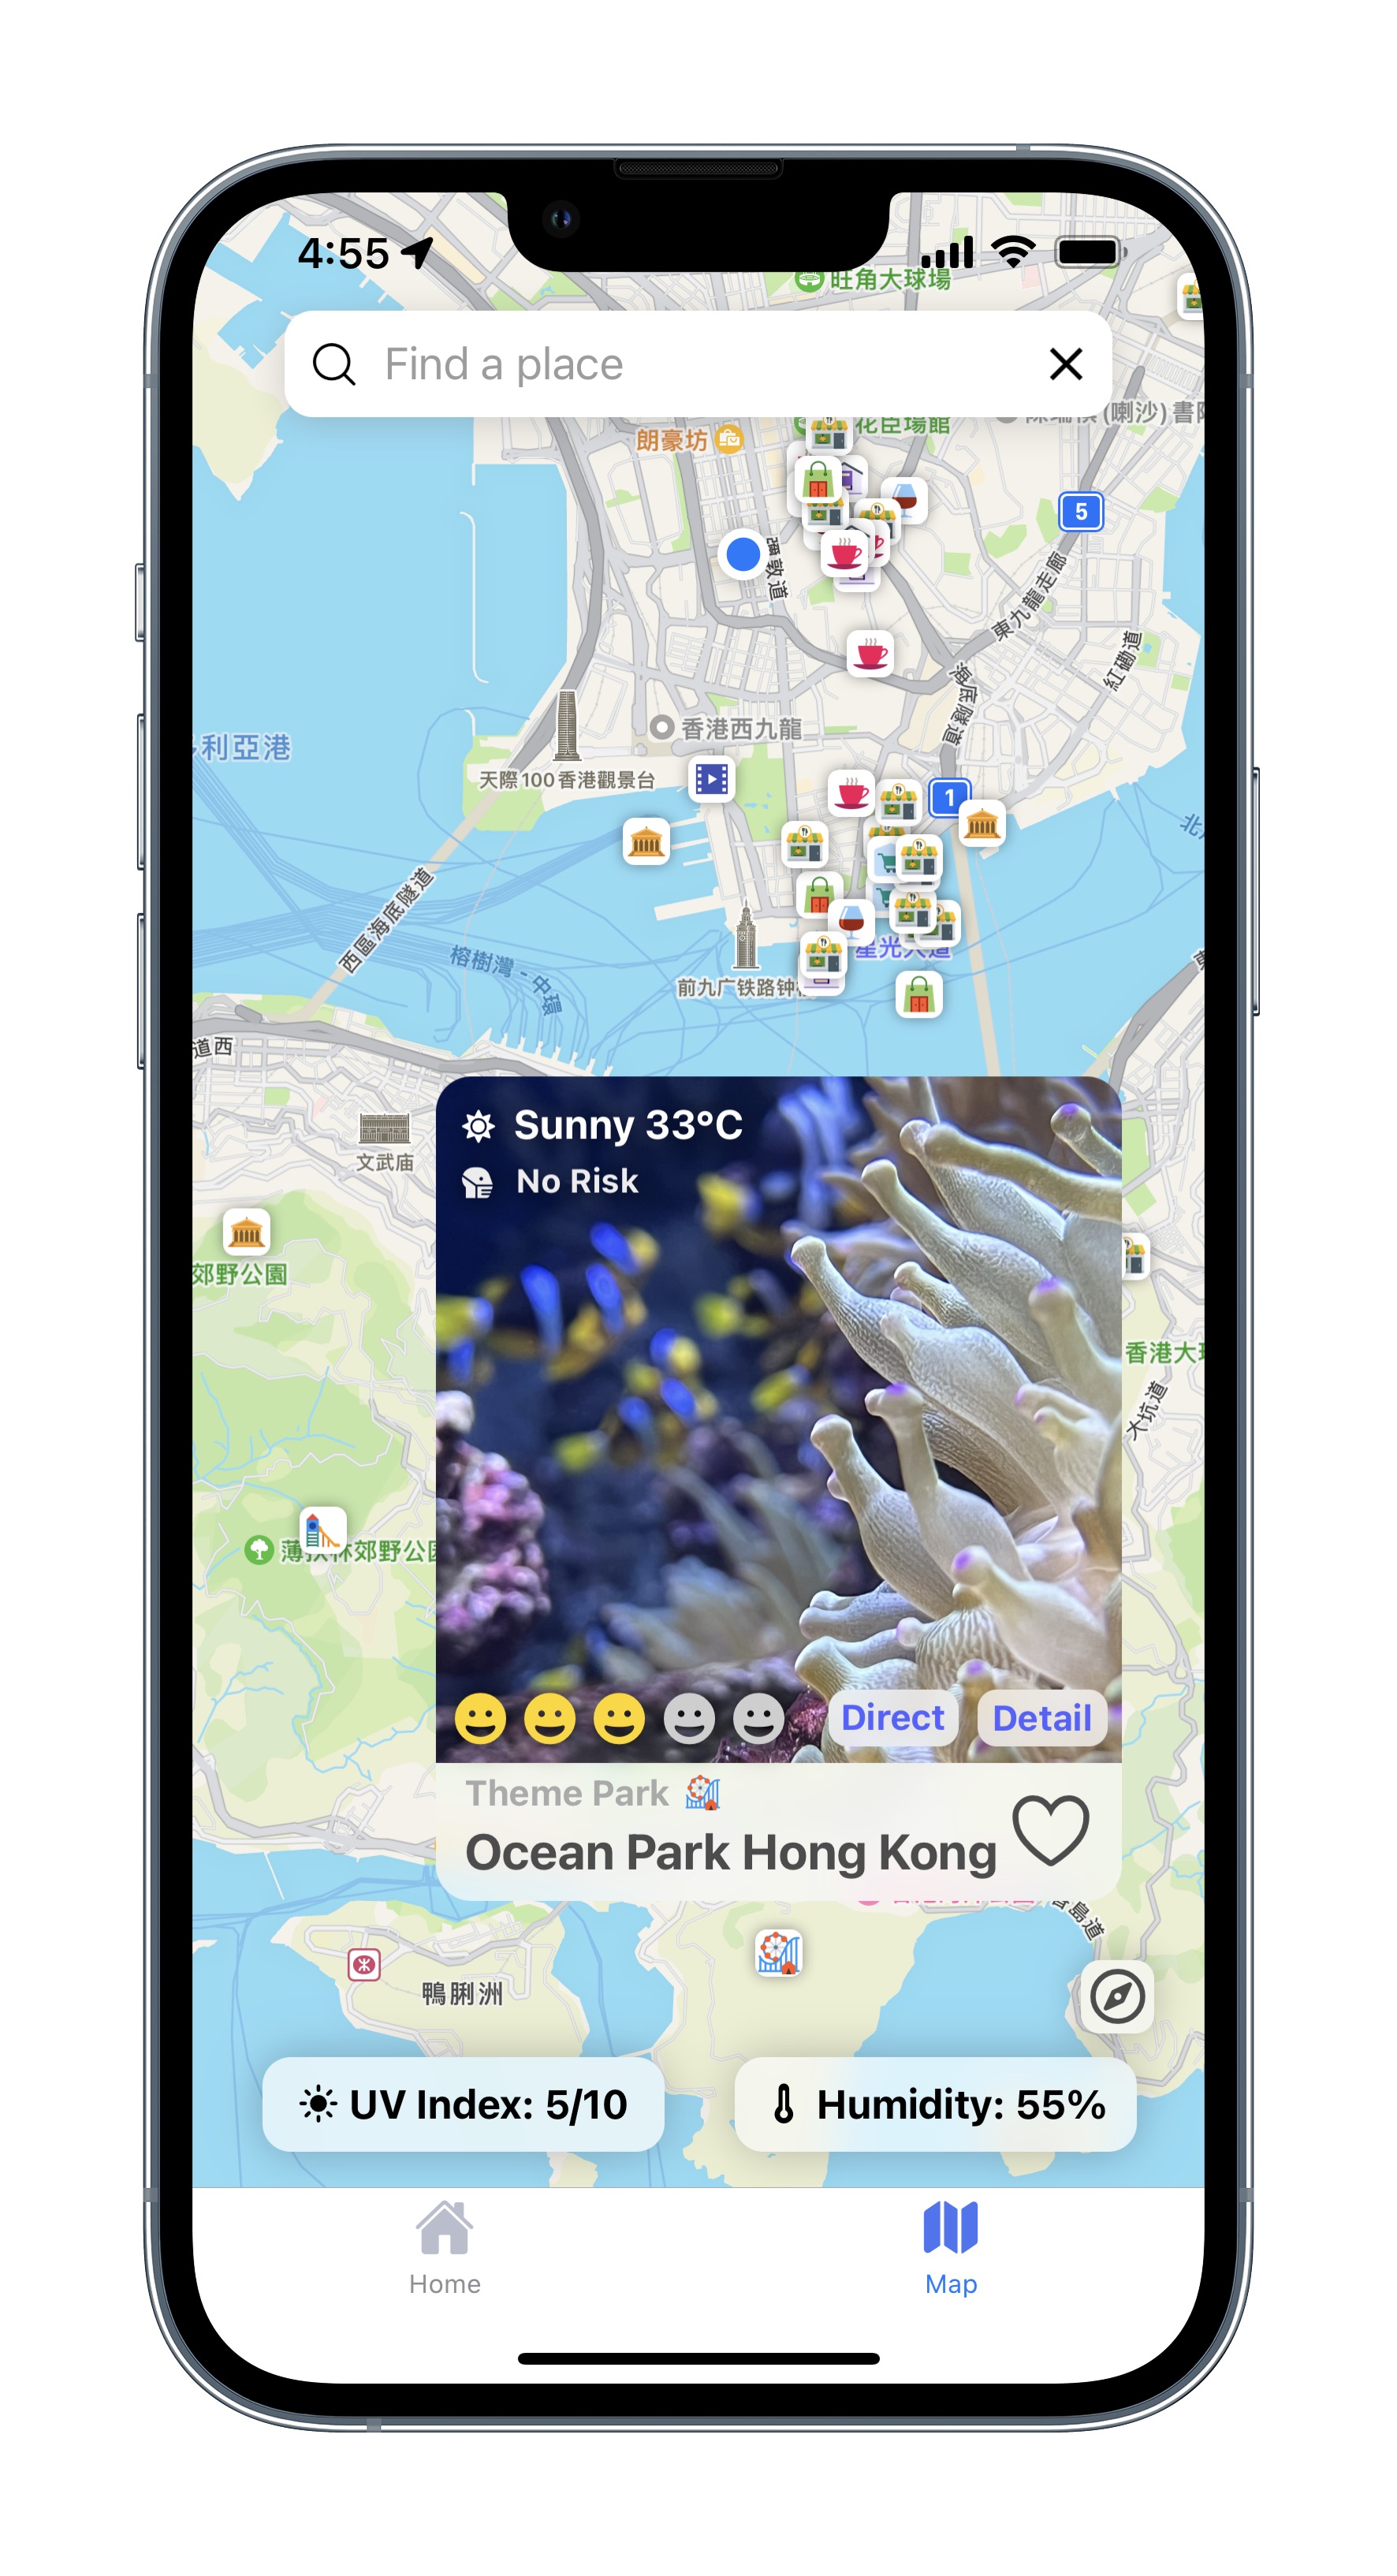 4:55
旺角大球場
Find a place
花臣場館
朗豪坊
5
彌敦道
東九龍走廊
紅磡道
海底隧道
香港西九龍
利亞港
天際100香港觀景台
1
西區海底隧道
榕樹灣-中環
星光大道
前九广铁路钟
道西
文武庙
Sunny 33°C
No Risk
郊野公園
香港大
大坑道
薄扶林郊野公
Direct
Detail
Theme Park
Ocean Park Hong Kong
島道
鴨脷洲
UV Index: 5/10
Humidity: 55%
Home
Map